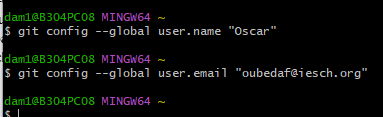 dam1@B304PC08 MINGW64 ~
$ git config --global user.name "Oscar"
dam1@B304PC08 MINGW64 ~
$ git config --global user.email "oubedaf@iesch.org"
dam1@B304PC08 MINGW64 ~
$